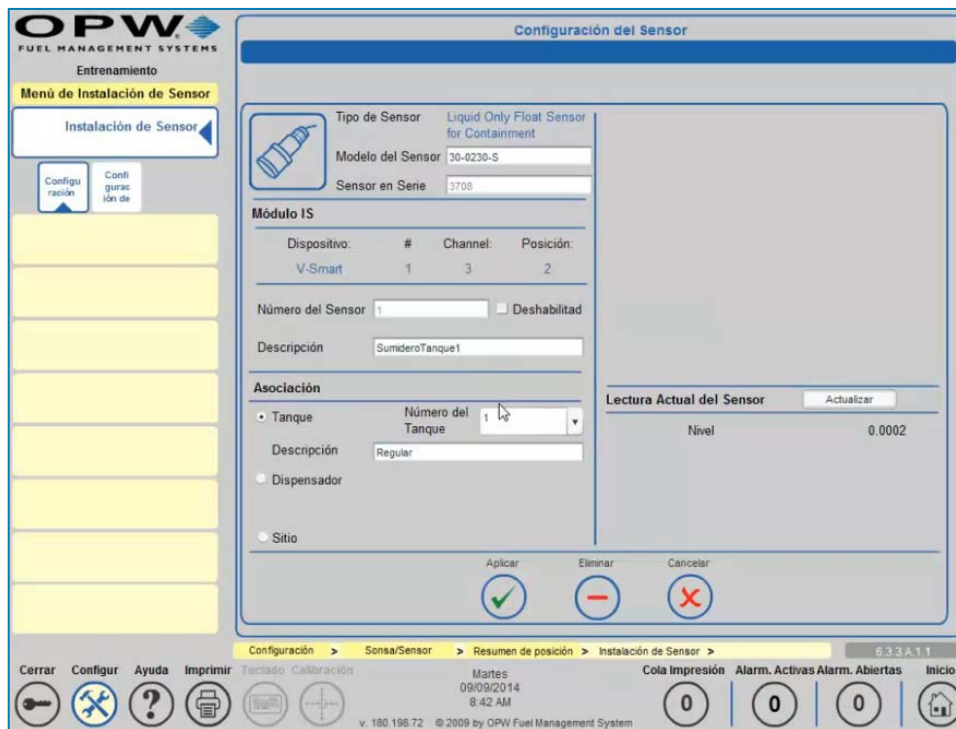 OPW
FUEL MANAGEMENT SYSTEMS
Entrenamiento
Menú de Instalación de Sensor
Instalación de Sensor
Configu
ración
Confi
gurac
ión de
Configuración del Sensor
Tipo de Sensor Liquid Only Float Sensor
for Containment
Modelo del Sensor 30-0230-S
Sensor en Serie 3708
Módulo IS
Dispositivo: # Channel: Posición:
V-Smart 1 3 2
Número del Sensor 1 Deshabilitad
Descripción SumideroTanque1
Asociación
Tanque Número del
Tanque 1
Descripción Regular
Dispensador
Sitio
Lectura Actual del Sensor Actualizar
Nivel 0.0002
Aplicar Eliminar Cancelar
Configuración > Sonsa/Sensor > Resumen de posición > Instalación de Sensor > 6.3.3.A.1.1
Cerrar Configur Ayuda Imprimir Teclado Calibración
Martes
09/09/2014
8:42 AM
v. 180.198.72 © 2009 by OPW Fuel Management System
Cola Impresión Alarm. Activas Alarm. Abiertas Inicio
0 0 0